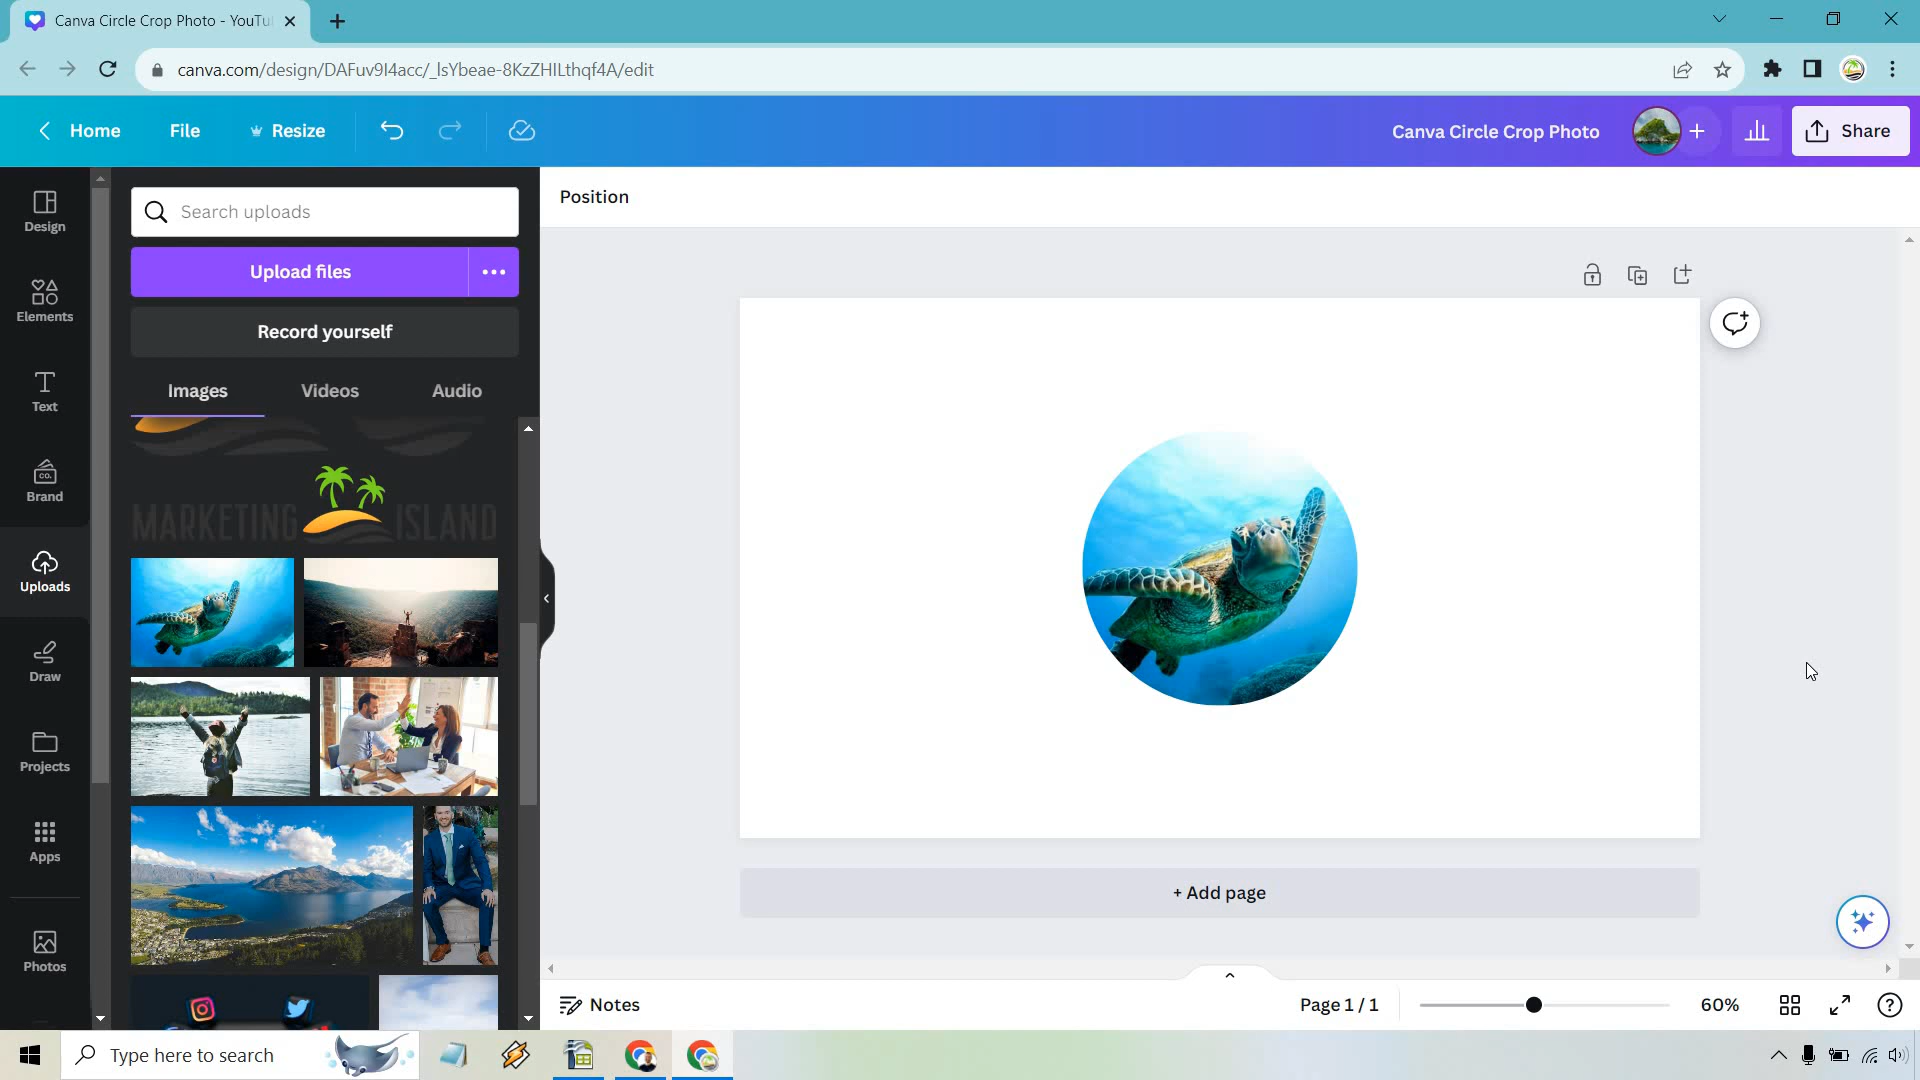 Canva Circle Crop Photo - YouTu
canva.com/design/DAFuv9I4acc/_lsYbeae-8KzZHILthqf4A/edit
Home
File
Resize
Canva Circle Crop Photo
Share
Design
Elements
Text
CO.
Brand
Uploads
Draw
Projects
Apps
Photos
Search uploads
Upload files
Record yourself
Images
Videos
Audio
MARKETING ISLAND
Position
+ Add page
Notes
Page 1 / 1
60%
Type here to search